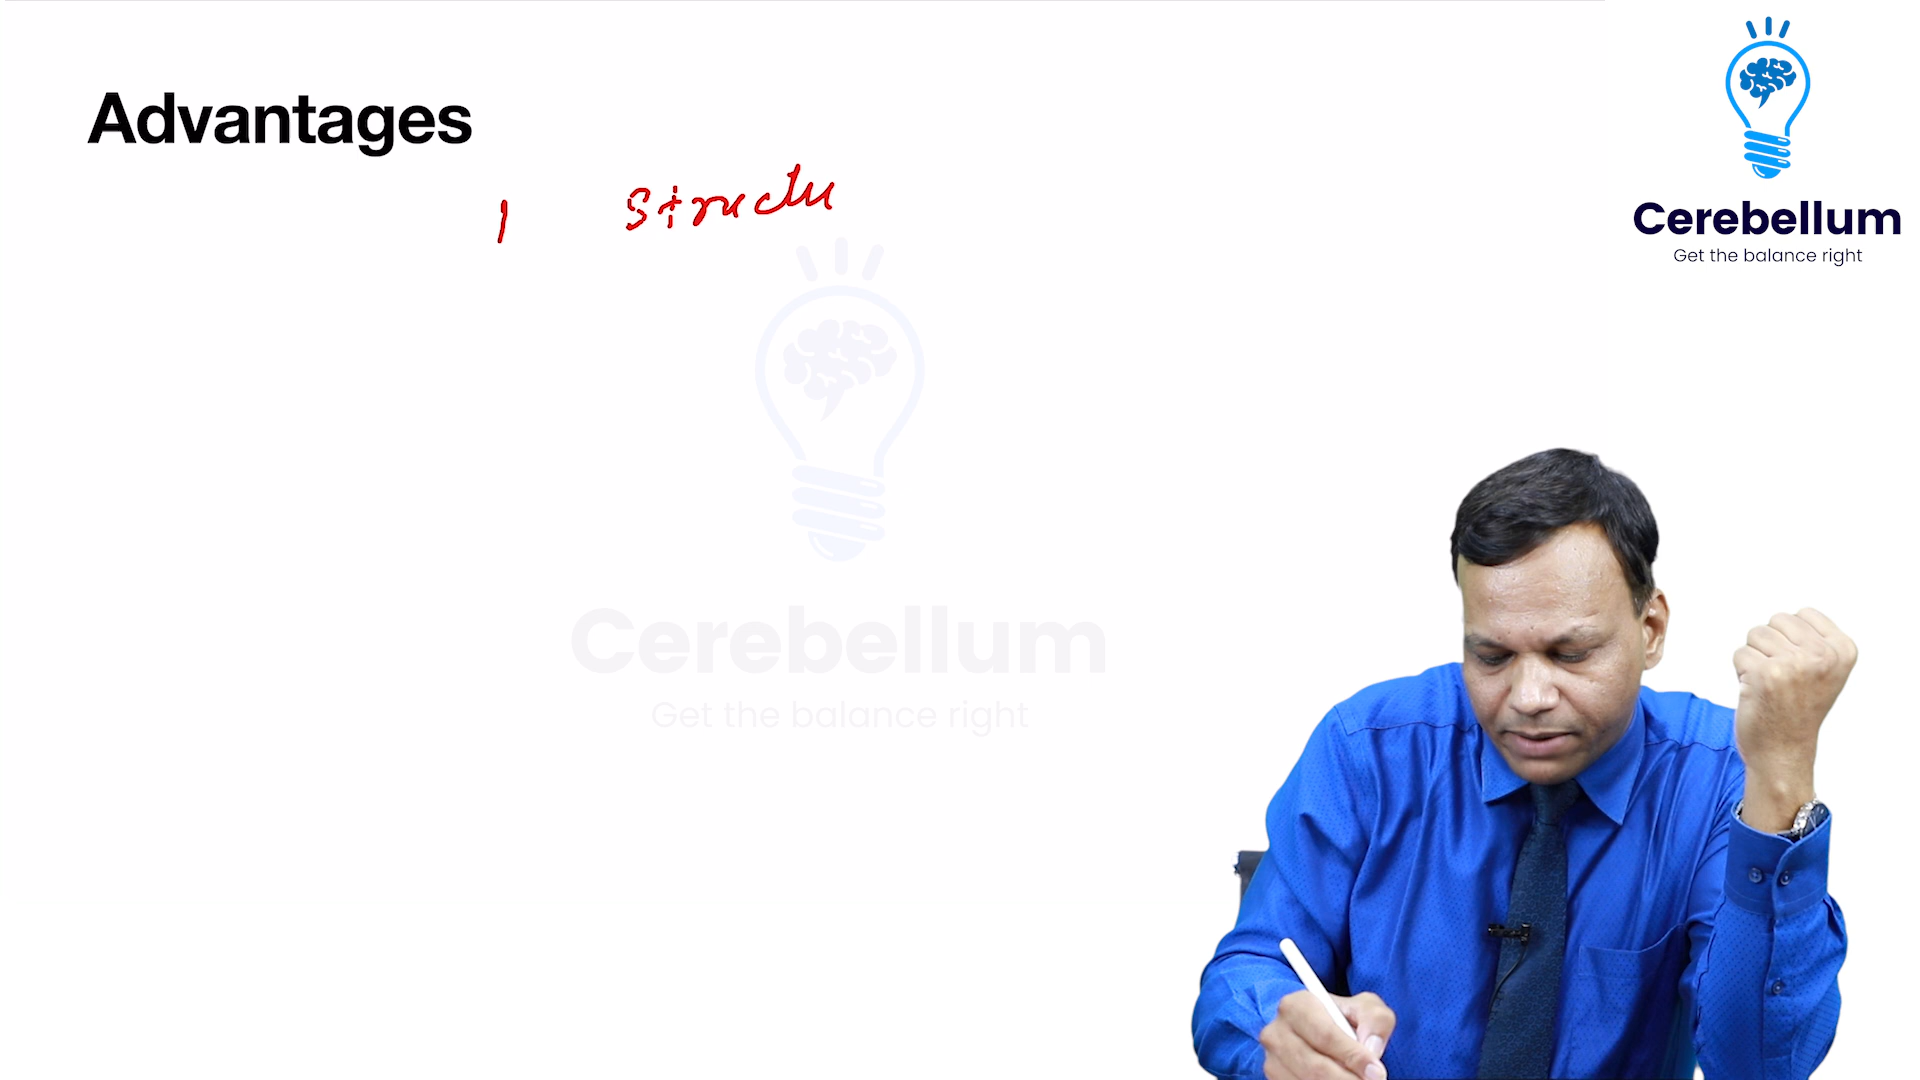 Advantages
1 Structu
Cerebellum
Get the balance right
Cerebellum
Get the balance right